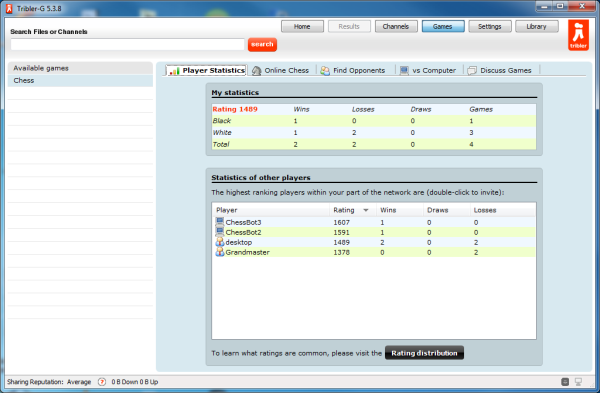 Tribler-G 5.3.8
Search Files or Channels
search
Home Results Channels Games Settings Library
tribler
Available games
Chess
Player Statistics Online Chess Find Opponents vs Computer Discuss Games
My statistics
Rating 1489 Wins Losses Draws Games
Black 1 0 0 1
White 1 2 0 3
Total 2 2 0 4
Statistics of other players
The highest ranking players within your part of the network are (double-click to invite):
Player Rating Wins Draws Losses
ChessBot3 1607 1 0 0
ChessBot2 1591 1 0 0
desktop 1489 2 0 2
Grandmaster 1378 0 0 2
To learn what ratings are common, please visit the Rating distribution
Sharing Reputation: Average ? 0 B Down 0 B Up